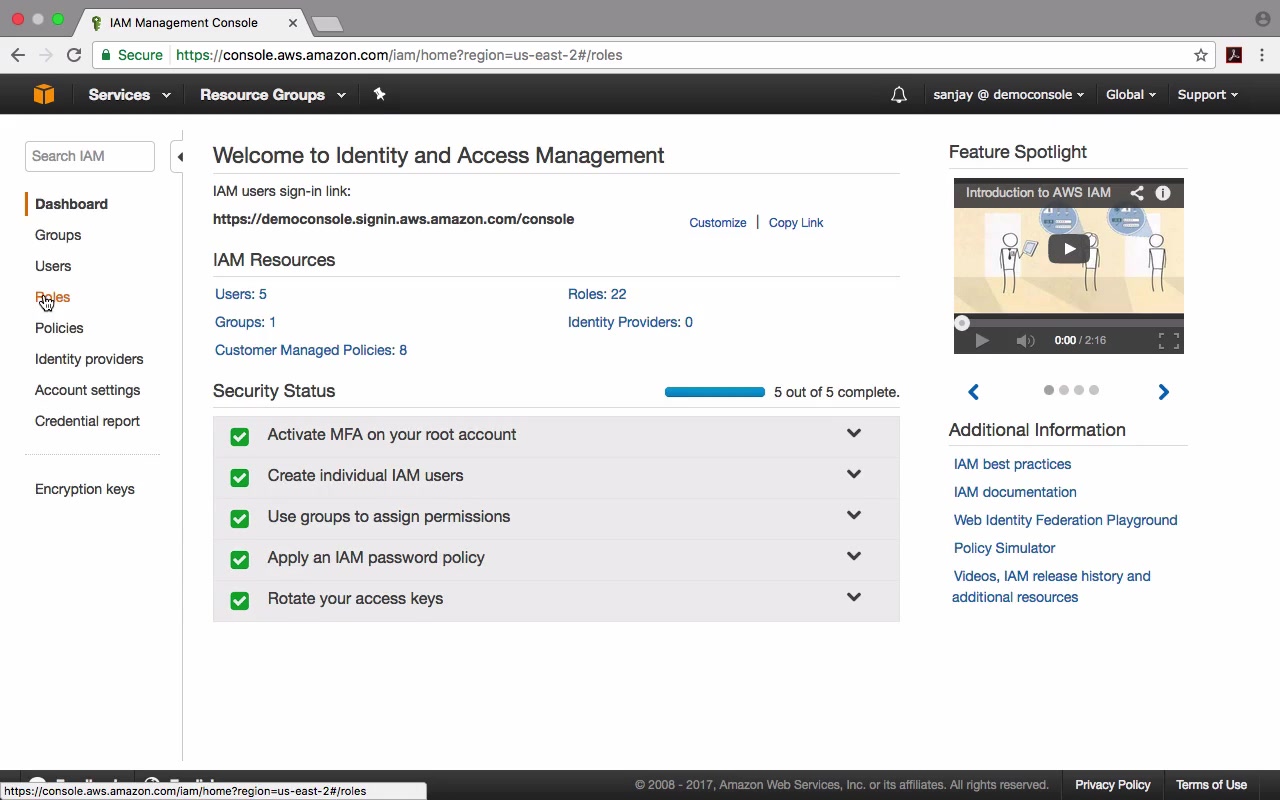 IAM Management Console
Secure
https://console.aws.amazon.com/iam/home?region=us-east-2#/roles
Services
Resource Groups
sanjay @ democonsole
Global
Support
Search IAM
Dashboard
Groups
Users
Roles
Policies
Identity providers
Account settings
Credential report
Encryption keys
Welcome to Identity and Access Management
IAM users sign-in link:
https://democonsole.signin.aws.amazon.com/console
Customize | Copy Link
IAM Resources
Users: 5
Roles: 22
Groups: 1
Identity Providers: 0
Customer Managed Policies: 8
Security Status
5 out of 5 complete.
Activate MFA on your root account
Create individual IAM users
Use groups to assign permissions
Apply an IAM password policy
Rotate your access keys
Feature Spotlight
Introduction to AWS IAM
0:00 / 2:16
Additional Information
IAM best practices
IAM documentation
Web Identity Federation Playground
Policy Simulator
Videos, IAM release history and
additional resources
https://console.aws.amazon.com/iam/home?region=us-east-2#/roles
© 2008 - 2017, Amazon Web Services, Inc. or its affiliates. All rights reserved.
Privacy Policy
Terms of Use